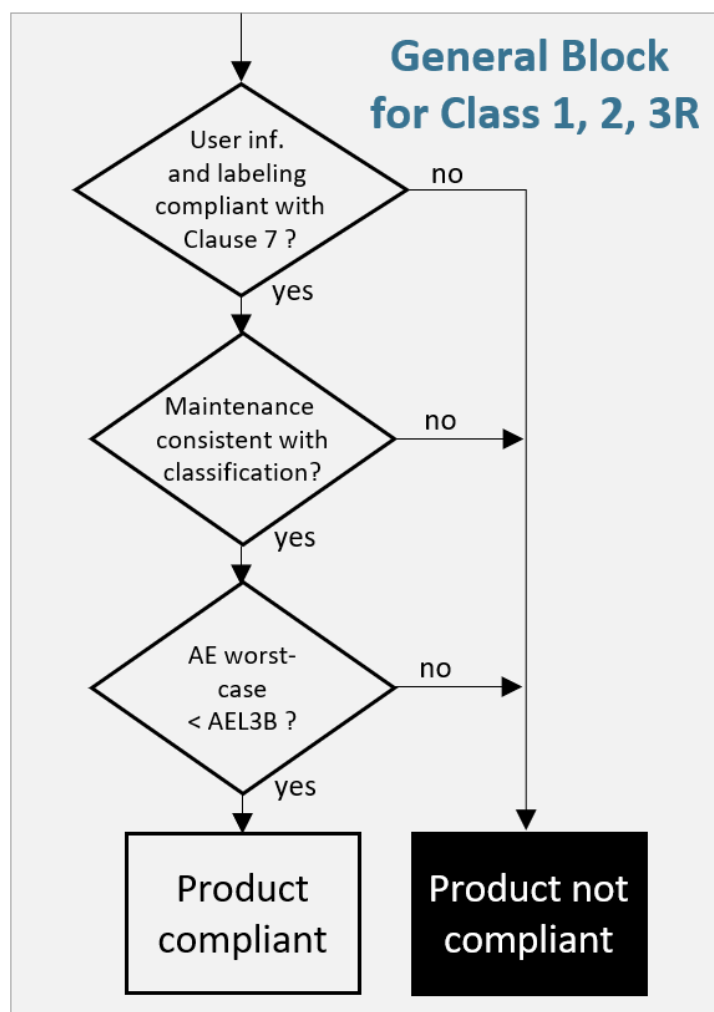 General Block
for Class 1, 2, 3R
User inf.
and labeling
compliant with
Clause 7 ?
no
yes
Maintenance
consistent with
classification?
no
yes
AE worst-
case
< AEL3B ?
no
yes
Product
compliant
Product not
compliant